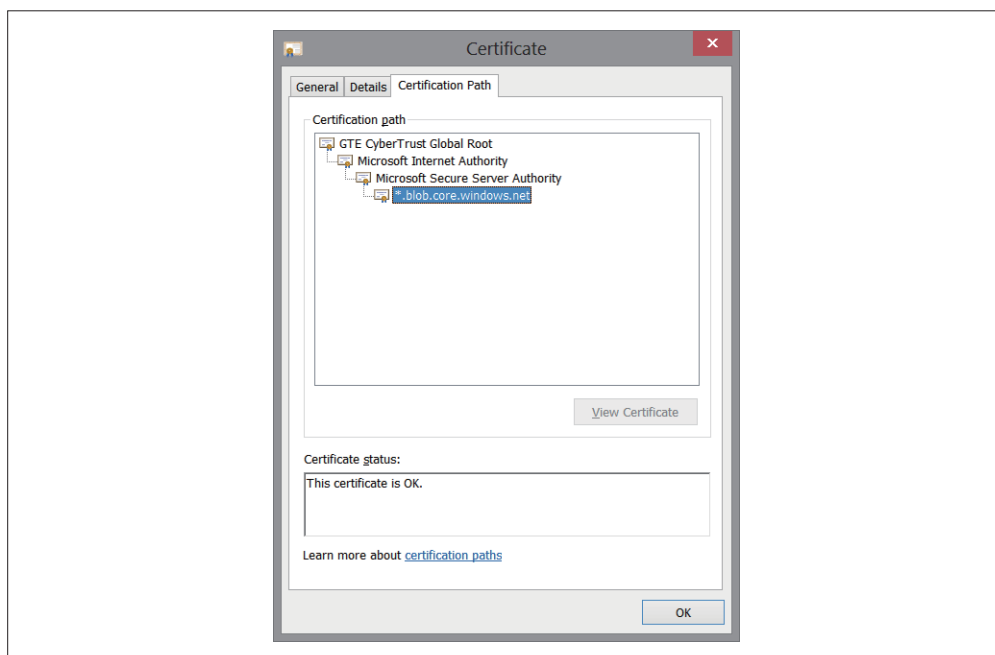 Certificate
General Details Certification Path
Certification path
GTE CyberTrust Global Root
Microsoft Internet Authority
Microsoft Secure Server Authority
*.blob.core.windows.net
View Certificate
Certificate status:
This certificate is OK.
Learn more about certification paths
OK